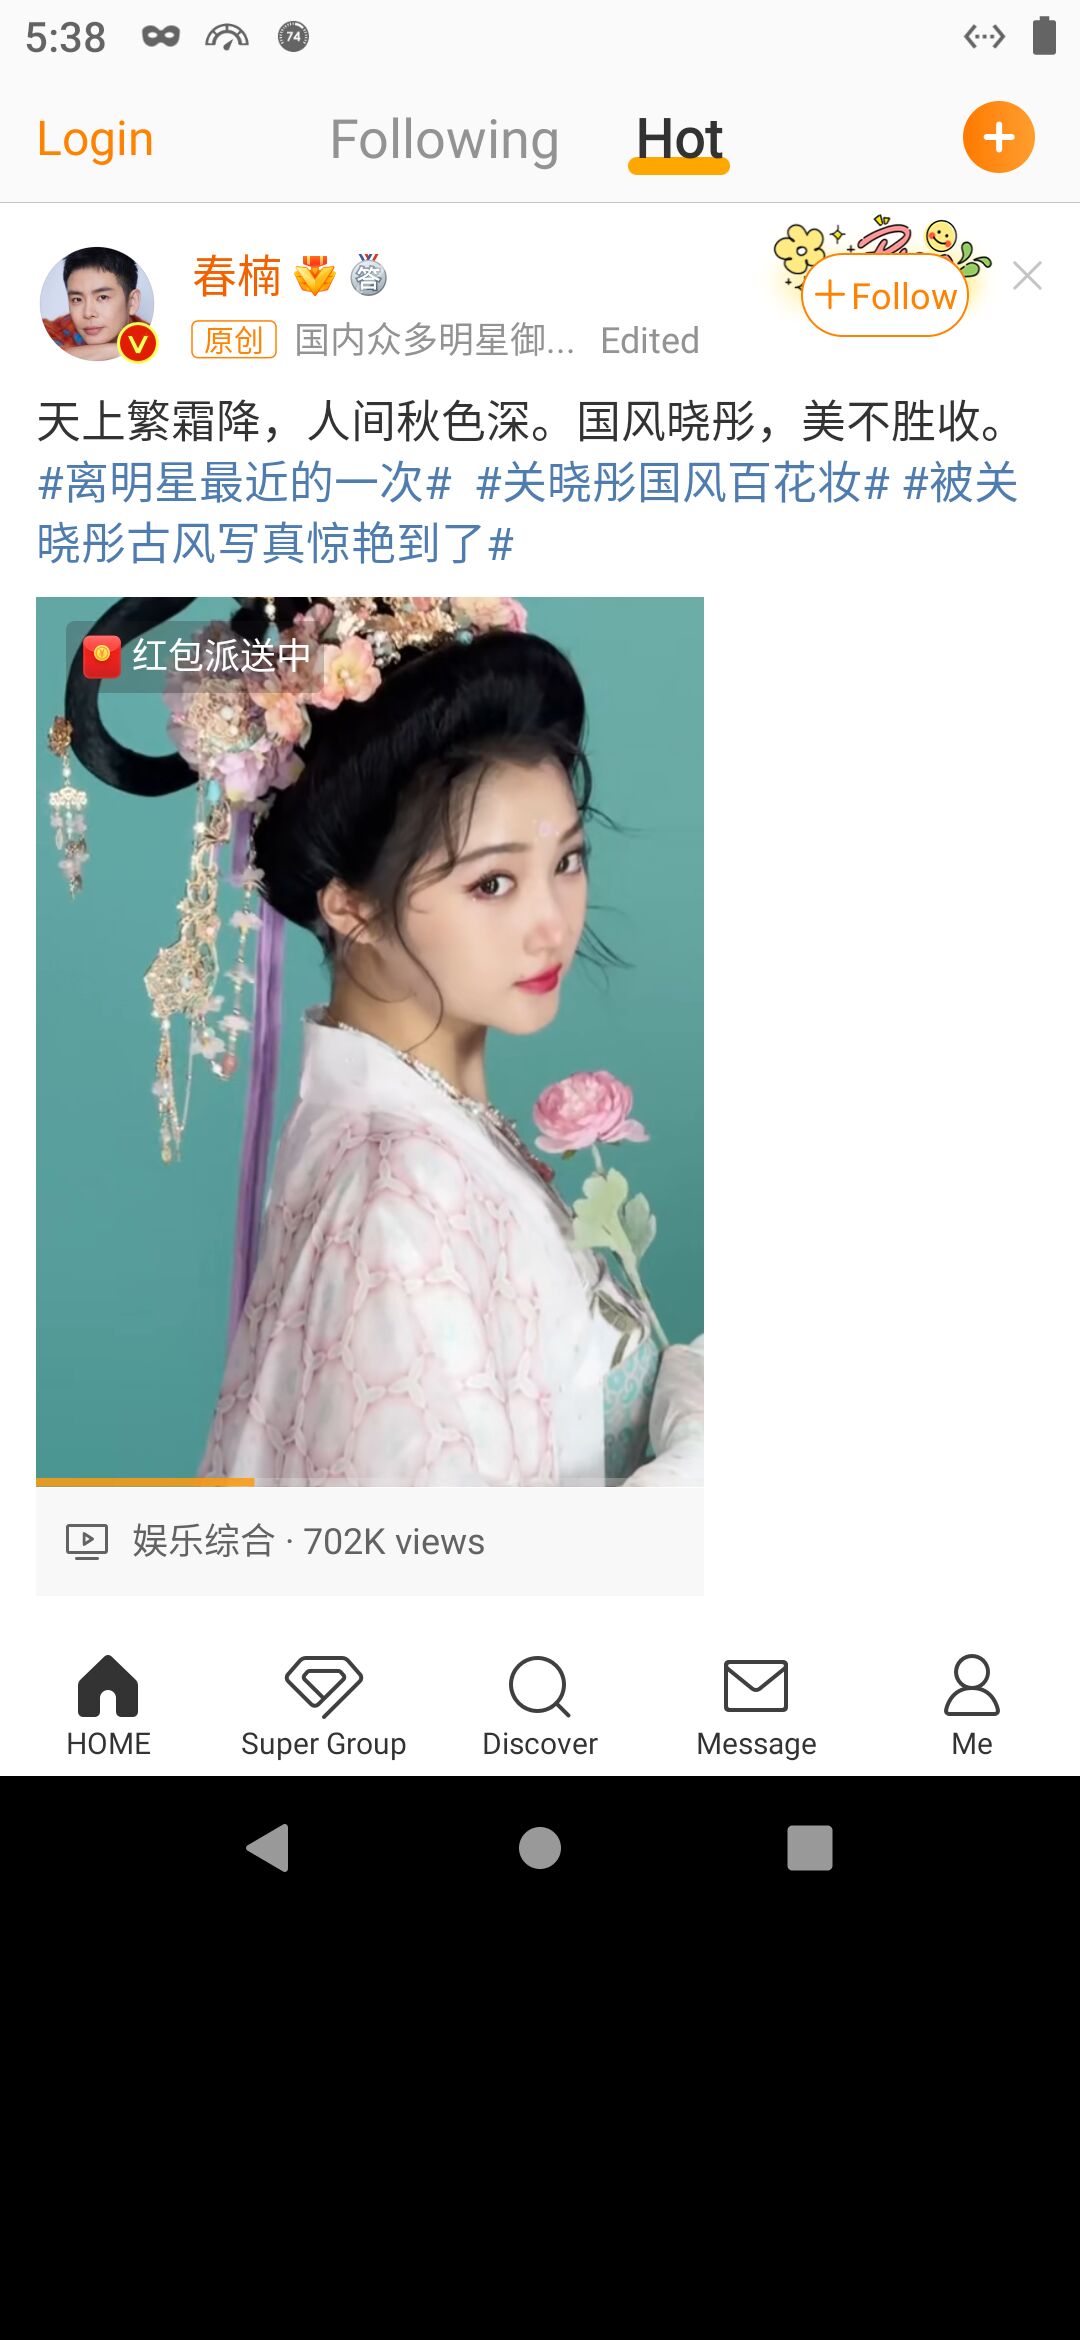 5:38
74
Login
Following
Hot
春楠
答
+Follow
V
原创
国内众多明星御...
Edited
天上繁霜降，人间秋色深。国风晓彤，美不胜收。
#离明星最近的一次# #关晓彤国风百花妆# #被关
晓彤古风写真惊艳到了#
红包派送中
娱乐综合 · 702K views
HOME
Super Group
Discover
Message
Me